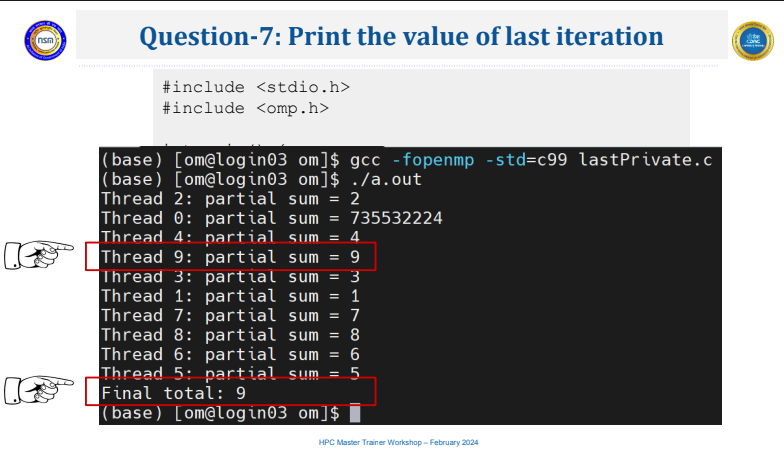 Question-7: Print the value of last iteration
nsm
#include <stdio.h>
#include <omp.h>
(base) [om@login03 om]$ gcc -fopenmp -std=c99 lastPrivate.c
(base) [om@login03 om]$ ./a.out
Thread 2: partial sum = 2
Thread 0: partial sum = 735532224
Thread 4: partial sum = 4
Thread 9: partial sum = 9
Thread 3: partial sum = 3
Thread 1: partial sum = 1
Thread 7: partial sum = 7
Thread 8: partial sum = 8
Thread 6: partial sum = 6
Thread 5: partial sum = 5
Final total: 9
(base) [om@login03 om]$
HPC Master Trainer Workshop – February 2024